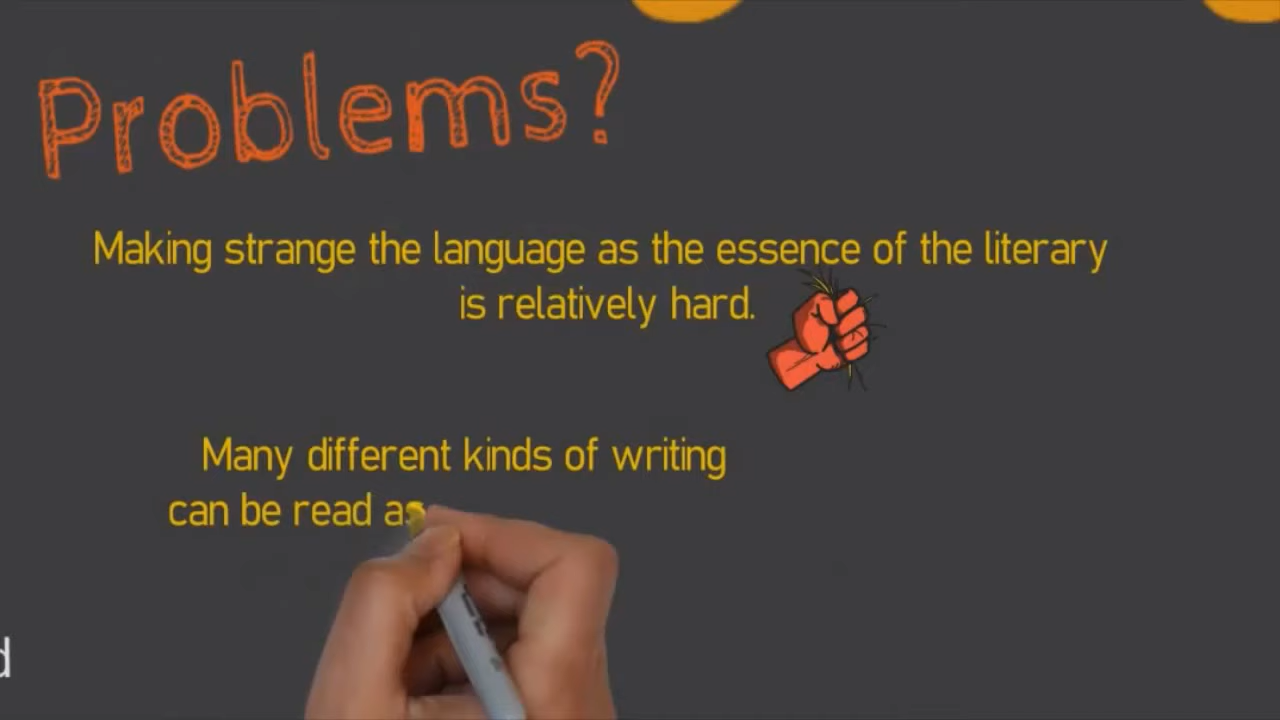 Problems?
Making strange the language as the essence of the literary
is relatively hard.
Many different kinds of writing
can be read as
d